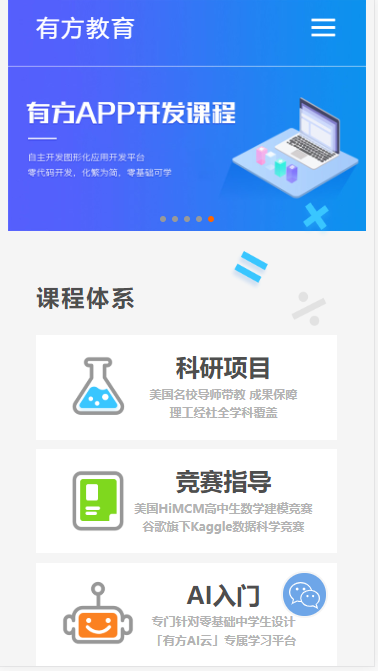 有方教育
有方APP开发课程
自主开发图形化应用开发平台
零代码开发，化繁为简，零基础可学
课程体系
科研项目
美国名校导师带教 成果保障
理工经社全学科覆盖
竞赛指导
美国HiMCM高中生数学建模竞赛
谷歌旗下Kaggle数据科学竞赛
AI入门
专门针对零基础中学生设计
「有方AI云」专属学习平台